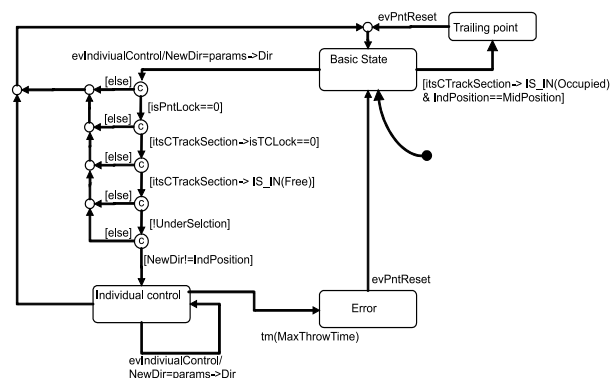 evPntReset
Trailing point
evIndiviualControl/NewDir=params->Dir
Basic State
[else]
C
[itsCTrackSection-> IS_IN(Occupied)
& IndPosition==MidPosition]
[isPntLock==0]
[else]
C
[itsCTrackSection->isTCLock==0]
[else]
C
[itsCTrackSection-> IS_IN(Free)]
[else]
C
[!UnderSelction]
[else]
C
[NewDir!=IndPosition]
evPntReset
Individual control
Error
tm(MaxThrowTime)
evIndiviualControl/
NewDir=params->Dir